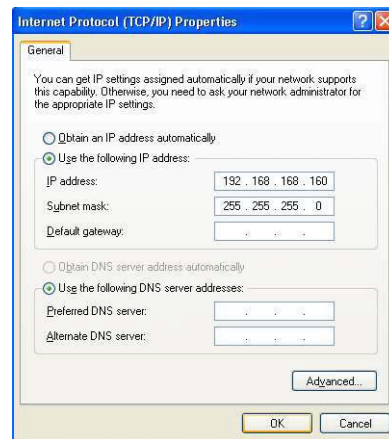 Internet Protocol (TCP/IP) Properties
General
You can get IP settings assigned automatically if your network supports
this capability. Otherwise, you need to ask your network administrator for
the appropriate IP settings.
Obtain an IP address automatically
Use the following IP address:
IP address: 192 . 168 . 168 . 160
Subnet mask: 255 . 255 . 255 . 0
Default gateway: . . .
Obtain DNS server address automatically
Use the following DNS server addresses:
Preferred DNS server: . . .
Alternate DNS server: . . .
Advanced...
OK Cancel